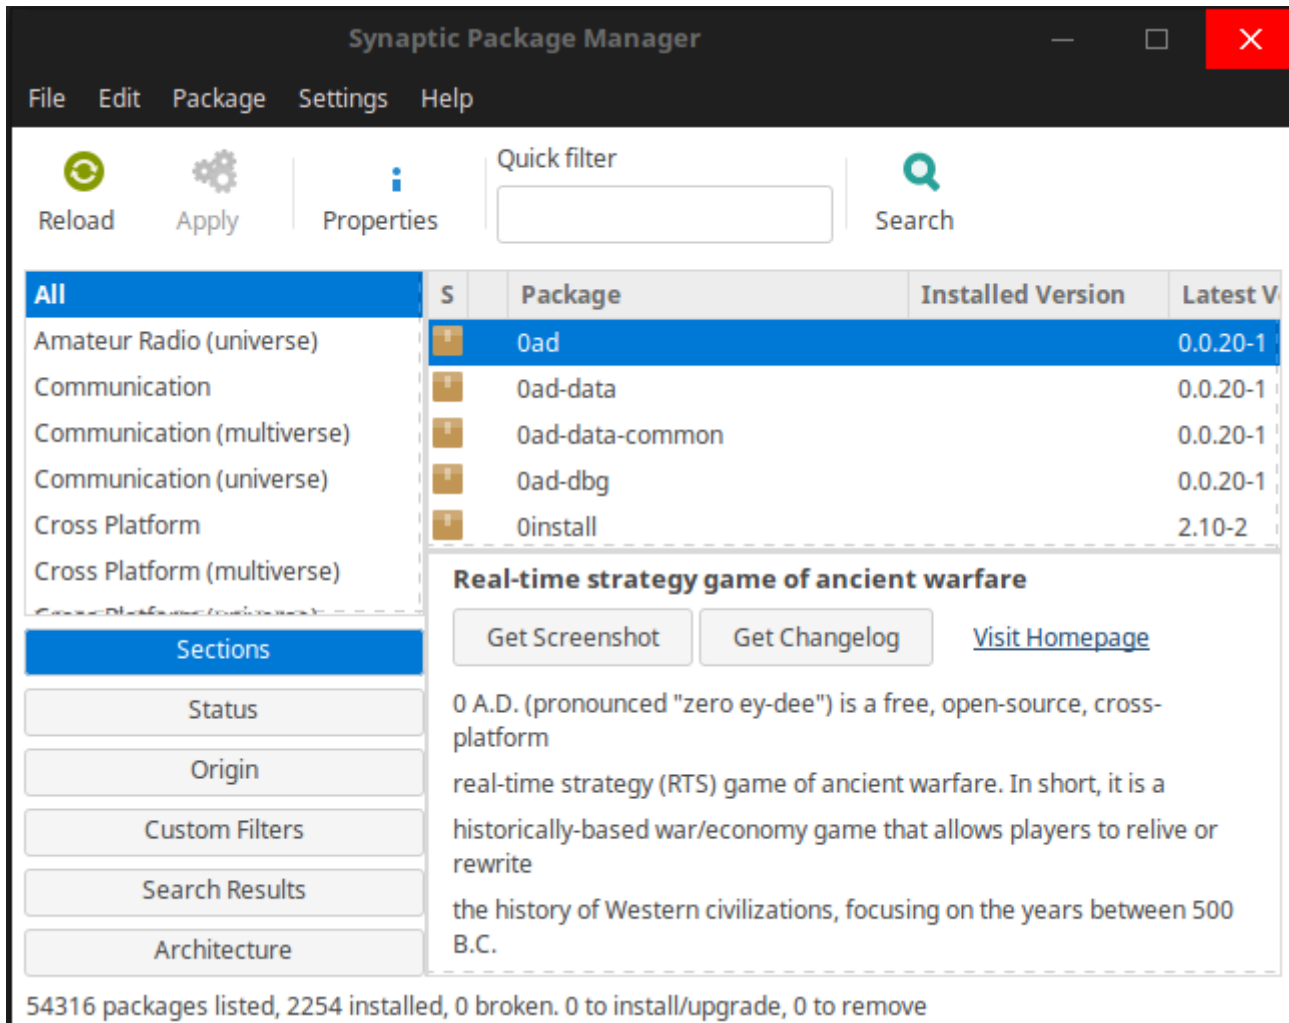 Synaptic Package Manager
File Edit Package Settings Help
Quick filter
Reload Apply Properties Search
All
Amateur Radio (universe)
Communication
Communication (multiverse)
Communication (universe)
Cross Platform
Cross Platform (multiverse)
Cross Platform (universe)
Sections
Status
Origin
Custom Filters
Search Results
Architecture
S Package Installed Version Latest V
0ad 0.0.20-1
0ad-data 0.0.20-1
0ad-data-common 0.0.20-1
0ad-dbg 0.0.20-1
0install 2.10-2
Real-time strategy game of ancient warfare
Get Screenshot Get Changelog Visit Homepage
0 A.D. (pronounced "zero ey-dee") is a free, open-source, cross-
platform
real-time strategy (RTS) game of ancient warfare. In short, it is a
historically-based war/economy game that allows players to relive or
rewrite
the history of Western civilizations, focusing on the years between 500
B.C.
54316 packages listed, 2254 installed, 0 broken. 0 to install/upgrade, 0 to remove